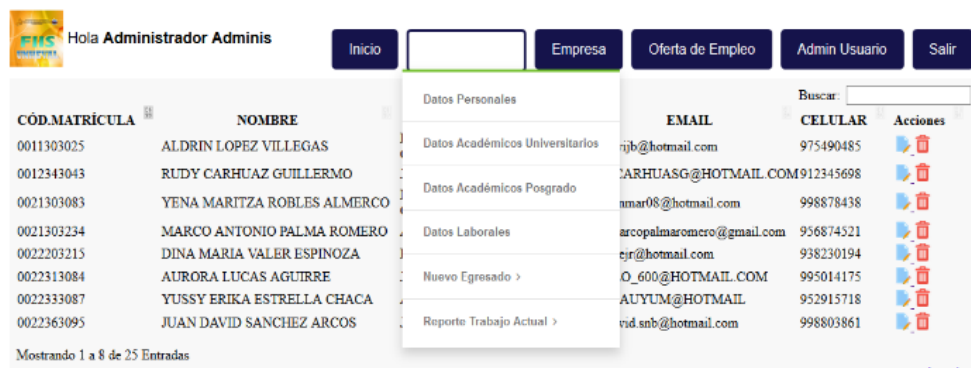 FIIS
Hola Administrador Adminis
Inicio
Empresa
Oferta de Empleo
Admin Usuario
Salir
Datos Personales
Datos Académicos Universitarios
Datos Académicos Posgrado
Datos Laborales
Nuevo Egresado >
Reporte Trabajo Actual >
Buscar:
CÓD.MATRÍCULA NOMBRE EMAIL CELULAR Acciones
0011303025 ALDRIN LOPEZ VILLEGAS rijb@hotmail.com 975490485
0012343043 RUDY CARHUAZ GUILLERMO CARHUASG@HOTMAIL.COM 912345698
0021303083 YENA MARITZA ROBLES ALMERCO nmar08@hotmail.com 998878438
0021303234 MARCO ANTONIO PALMA ROMERO arcopalmaromero@gmail.com 956874521
0022203215 DINA MARIA VALER ESPINOZA ejr@hotmail.com 938230194
0022313084 AURORA LUCAS AGUIRRE O_600@HOTMAIL.COM 995014175
0022333087 YUSSY ERIKA ESTRELLA CHACA AUYUM@HOTMAIL 952915718
0022363095 JUAN DAVID SANCHEZ ARCOS vid.snb@hotmail.com 998803861
Mostrando 1 a 8 de 25 Entradas